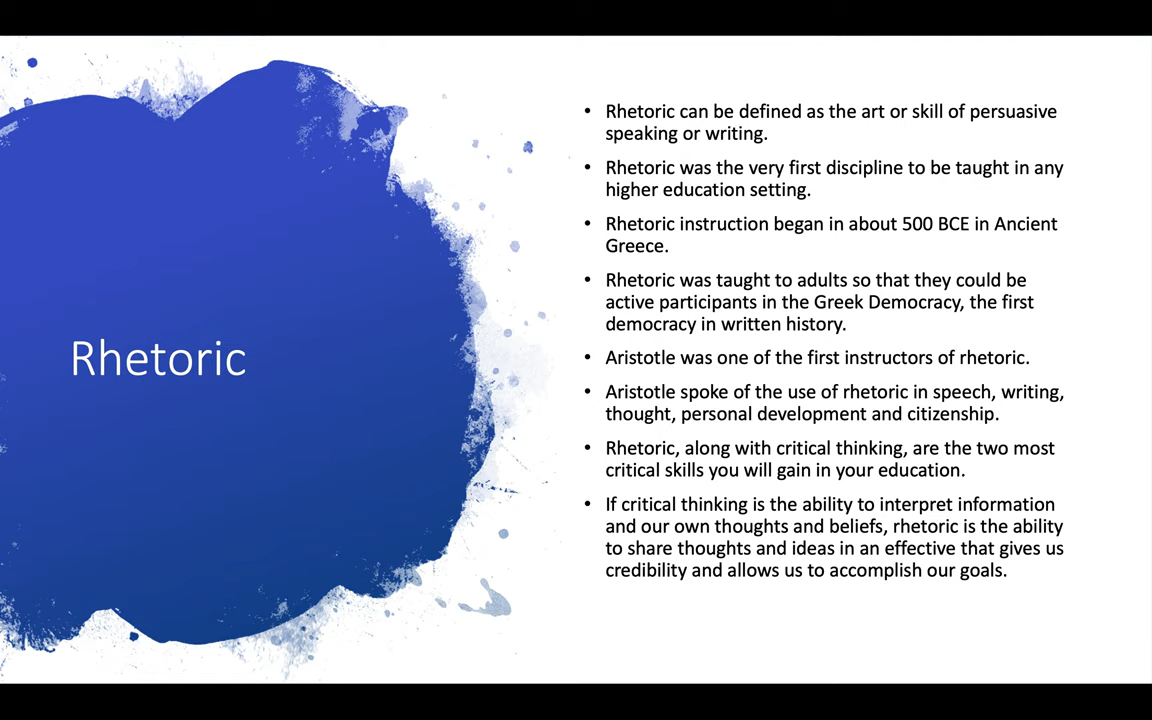 Rhetoric
• Rhetoric can be defined as the art or skill of persuasive
speaking or writing.
• Rhetoric was the very first discipline to be taught in any
higher education setting.
• Rhetoric instruction began in about 500 BCE in Ancient
Greece.
• Rhetoric was taught to adults so that they could be
active participants in the Greek Democracy, the first
democracy in written history.
• Aristotle was one of the first instructors of rhetoric.
• Aristotle spoke of the use of rhetoric in speech, writing,
thought, personal development and citizenship.
• Rhetoric, along with critical thinking, are the two most
critical skills you will gain in your education.
• If critical thinking is the ability to interpret information
and our own thoughts and beliefs, rhetoric is the ability
to share thoughts and ideas in an effective that gives us
credibility and allows us to accomplish our goals.